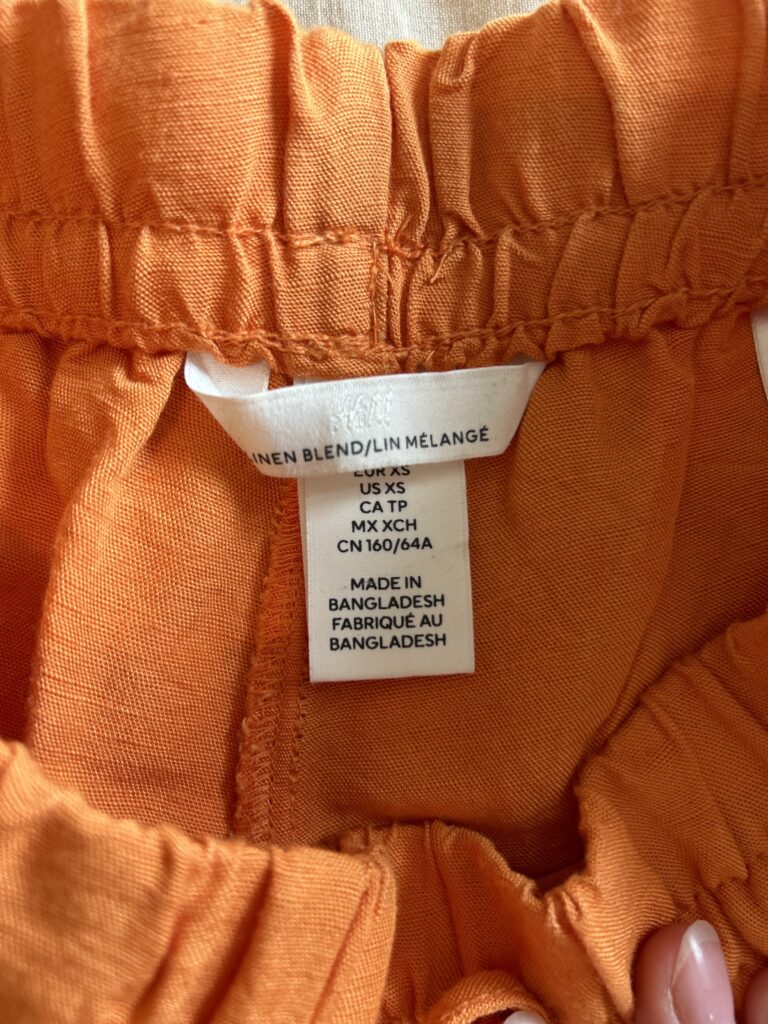 H&M
LINEN BLEND/LIN MÉLANGÉ
EUR XS
US XS
CA TP
MX XCH
CN 160/64A
MADE IN
BANGLADESH
FABRIQUÉ AU
BANGLADESH